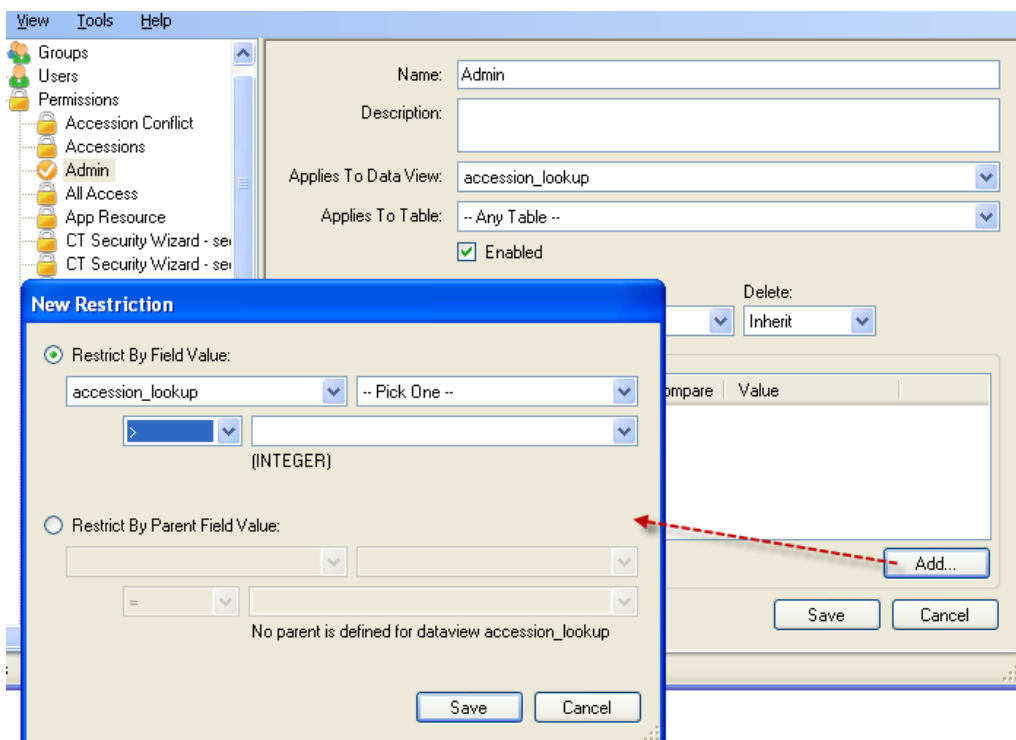 View Tools Help
Groups
Users
Permissions
Accession Conflict
Accessions
Admin
All Access
App Resource
CT Security Wizard - se
CT Security Wizard - se
Name: Admin
Description:
Applies To Data View: accession_lookup
Applies To Table: -- Any Table --
Enabled
Delete:
Inherit
ompare Value
Add...
Save Cancel
New Restriction
Restrict By Field Value:
accession_lookup -- Pick One --
>
(INTEGER)
Restrict By Parent Field Value:
=
No parent is defined for dataview accession_lookup
Save Cancel